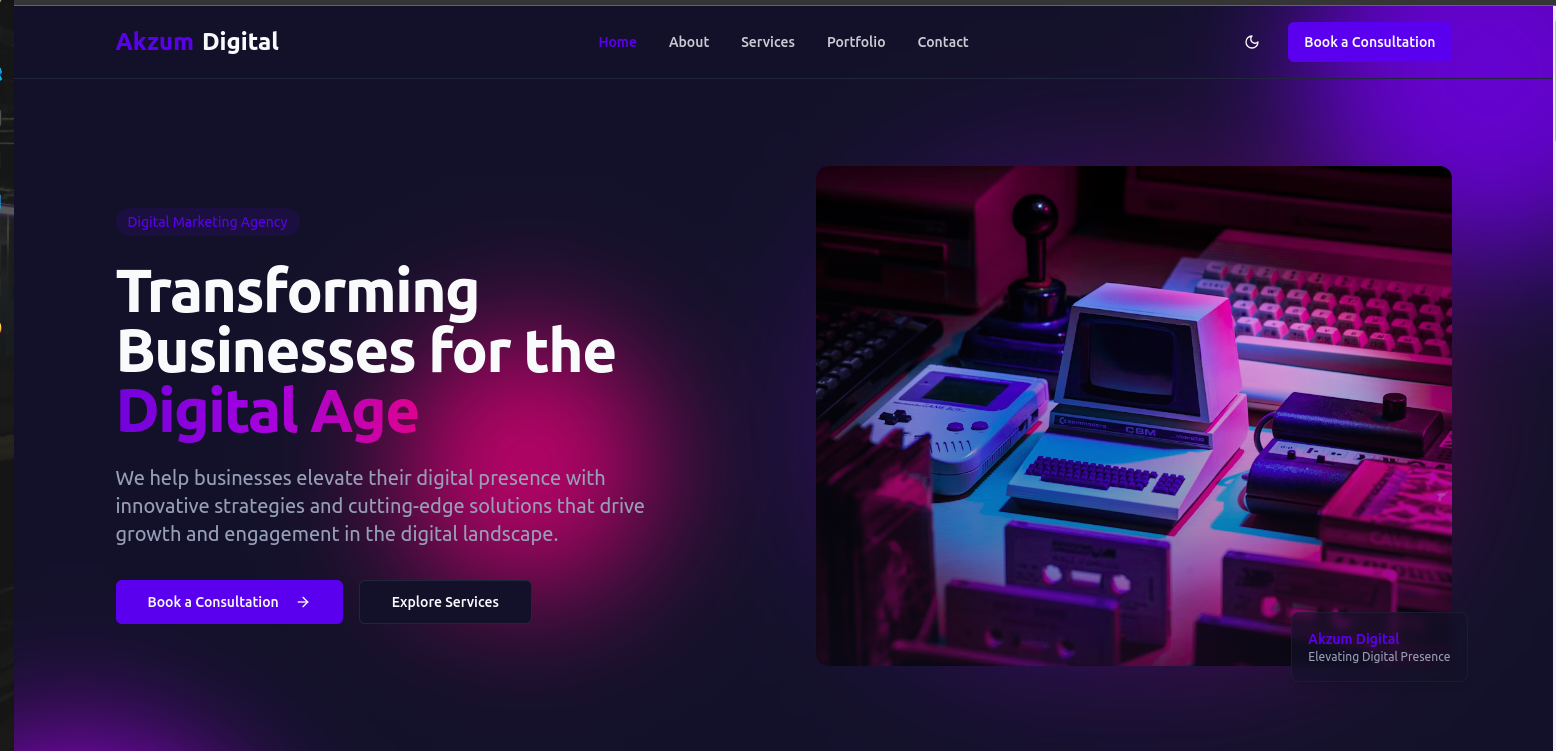 Akzum Digital
Home
About
Services
Portfolio
Contact
Book a Consultation
Digital Marketing Agency
Transforming
Businesses for the
Digital Age
We help businesses elevate their digital presence with
innovative strategies and cutting-edge solutions that drive
growth and engagement in the digital landscape.
Book a Consultation
Explore Services
CBM
Akzum Digital
Elevating Digital Presence